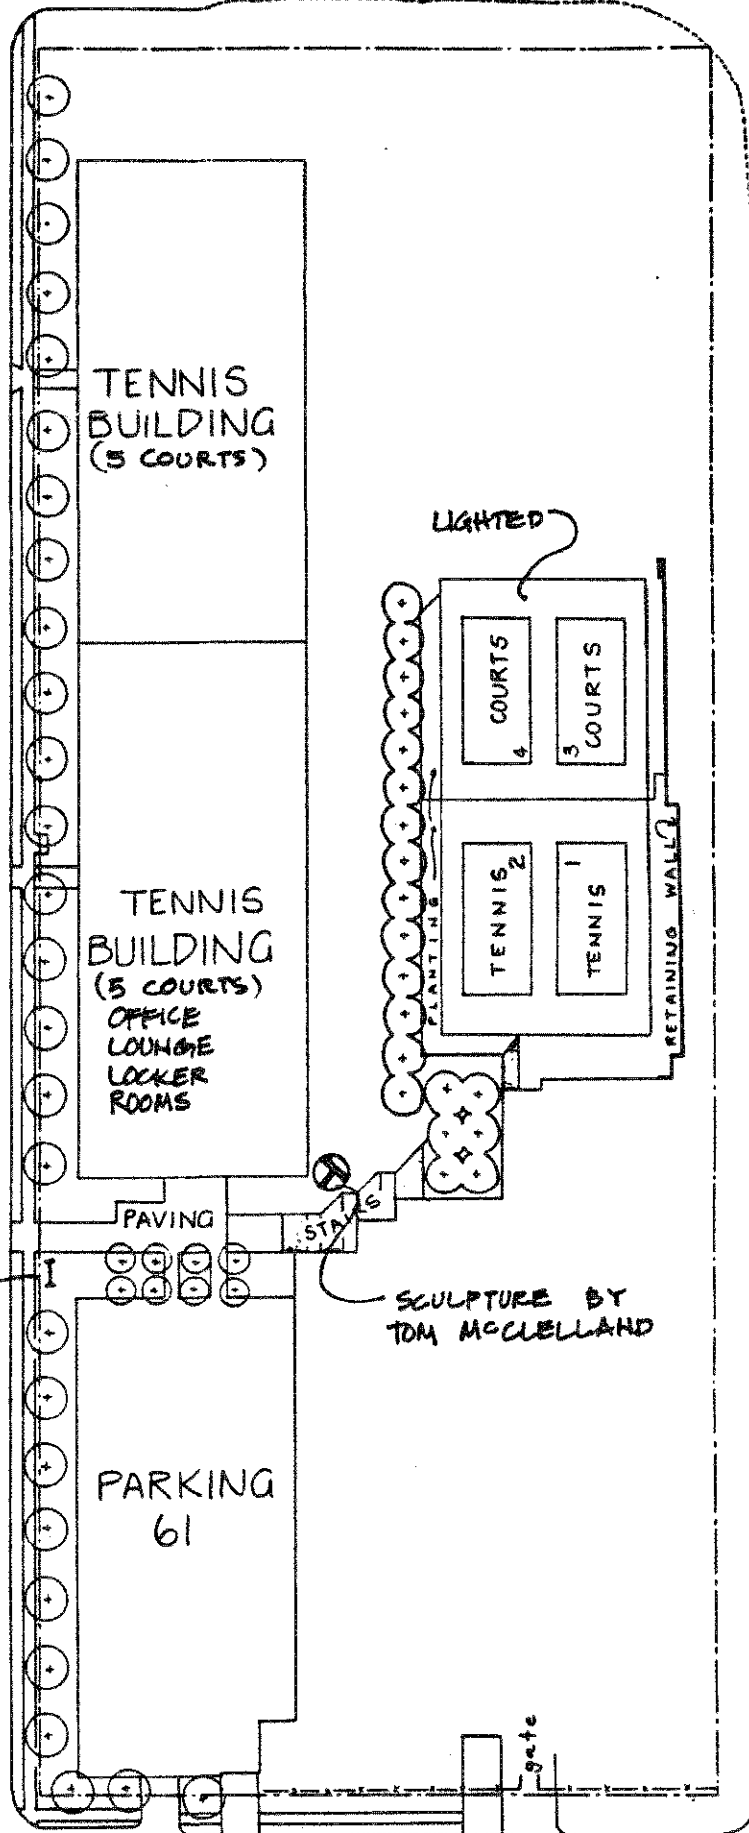 TENNIS
BUILDING
(5 COURTS)
LIGHTED
COURTS
4
COURTS
3
TENNIS
2
TENNIS
1
PLANTING
RETAINING WALL
TENNIS
BUILDING
(5 COURTS)
OFFICE
LOUNGE
LOCKER
ROOMS
PAVING
STAIRS
I
SCULPTURE BY
TOM McCLELLAND
PARKING
61
gate